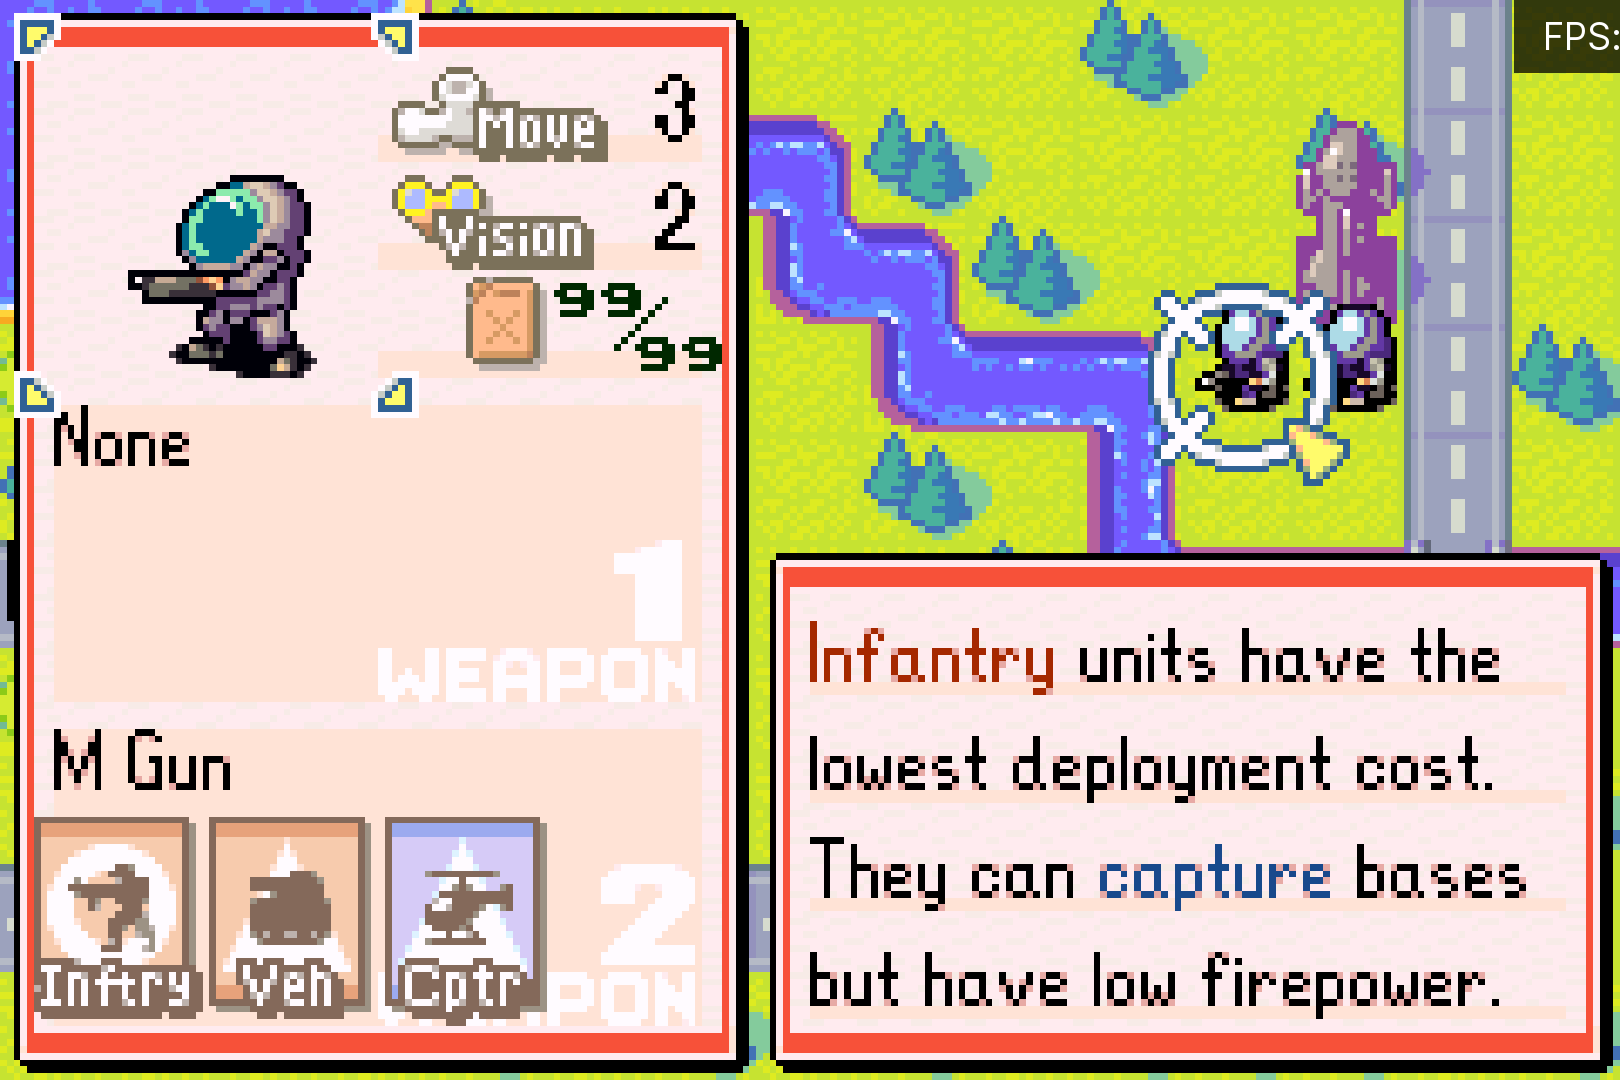 Move 3
Vision 2
99/99
None
1
WEAPON
M Gun
2
WEAPON
Inftry Veh Cptr
FPS:
Infantry units have the
lowest deployment cost.
They can capture bases
but have low firepower.